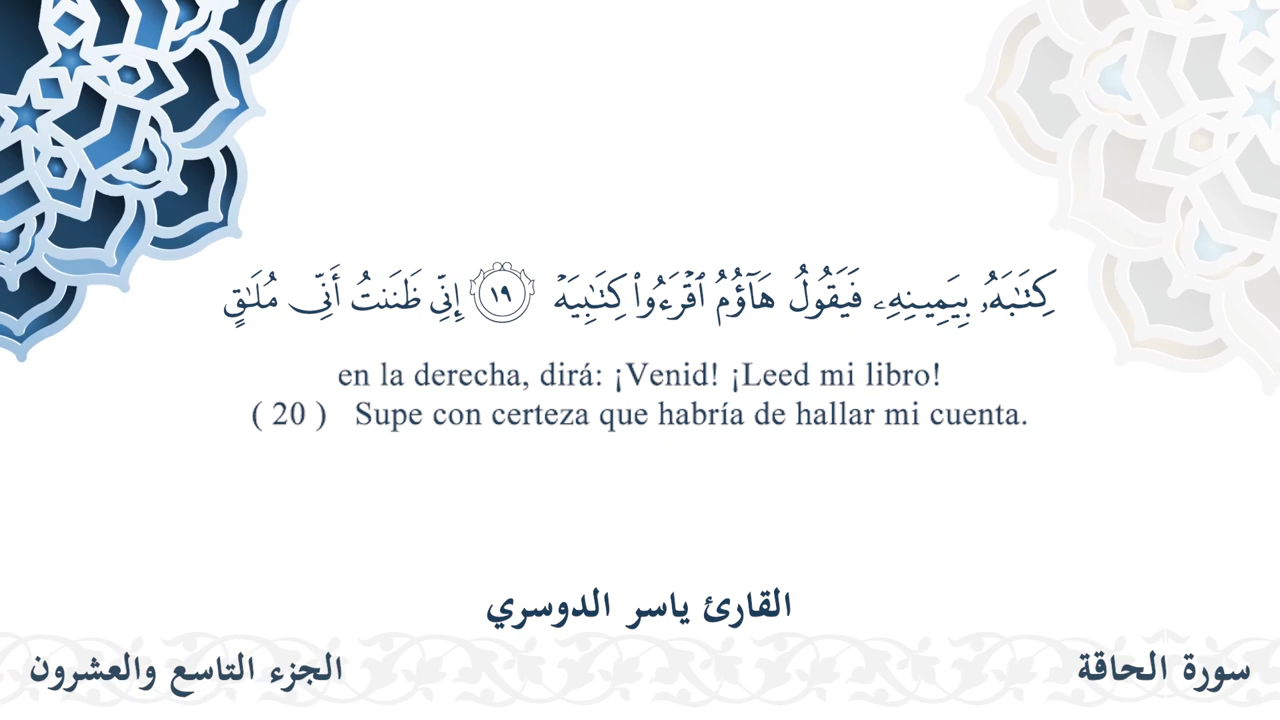 كِتَٰبَهُۥ بِيَمِينِهِۦ فَيَقُولُ هَآؤُمُ ٱقۡرَءُواْ كِتَٰبِيَهۡ ١٩ إِنِّي ظَنَنتُ أَنِّي مُلَٰقٍ
en la derecha, dirá: ¡Venid! ¡Leed mi libro!
( 20 ) Supe con certeza que habría de hallar mi cuenta.
القارئ ياسر الدوسري
سورة الحاقة
الجزء التاسع والعشرون